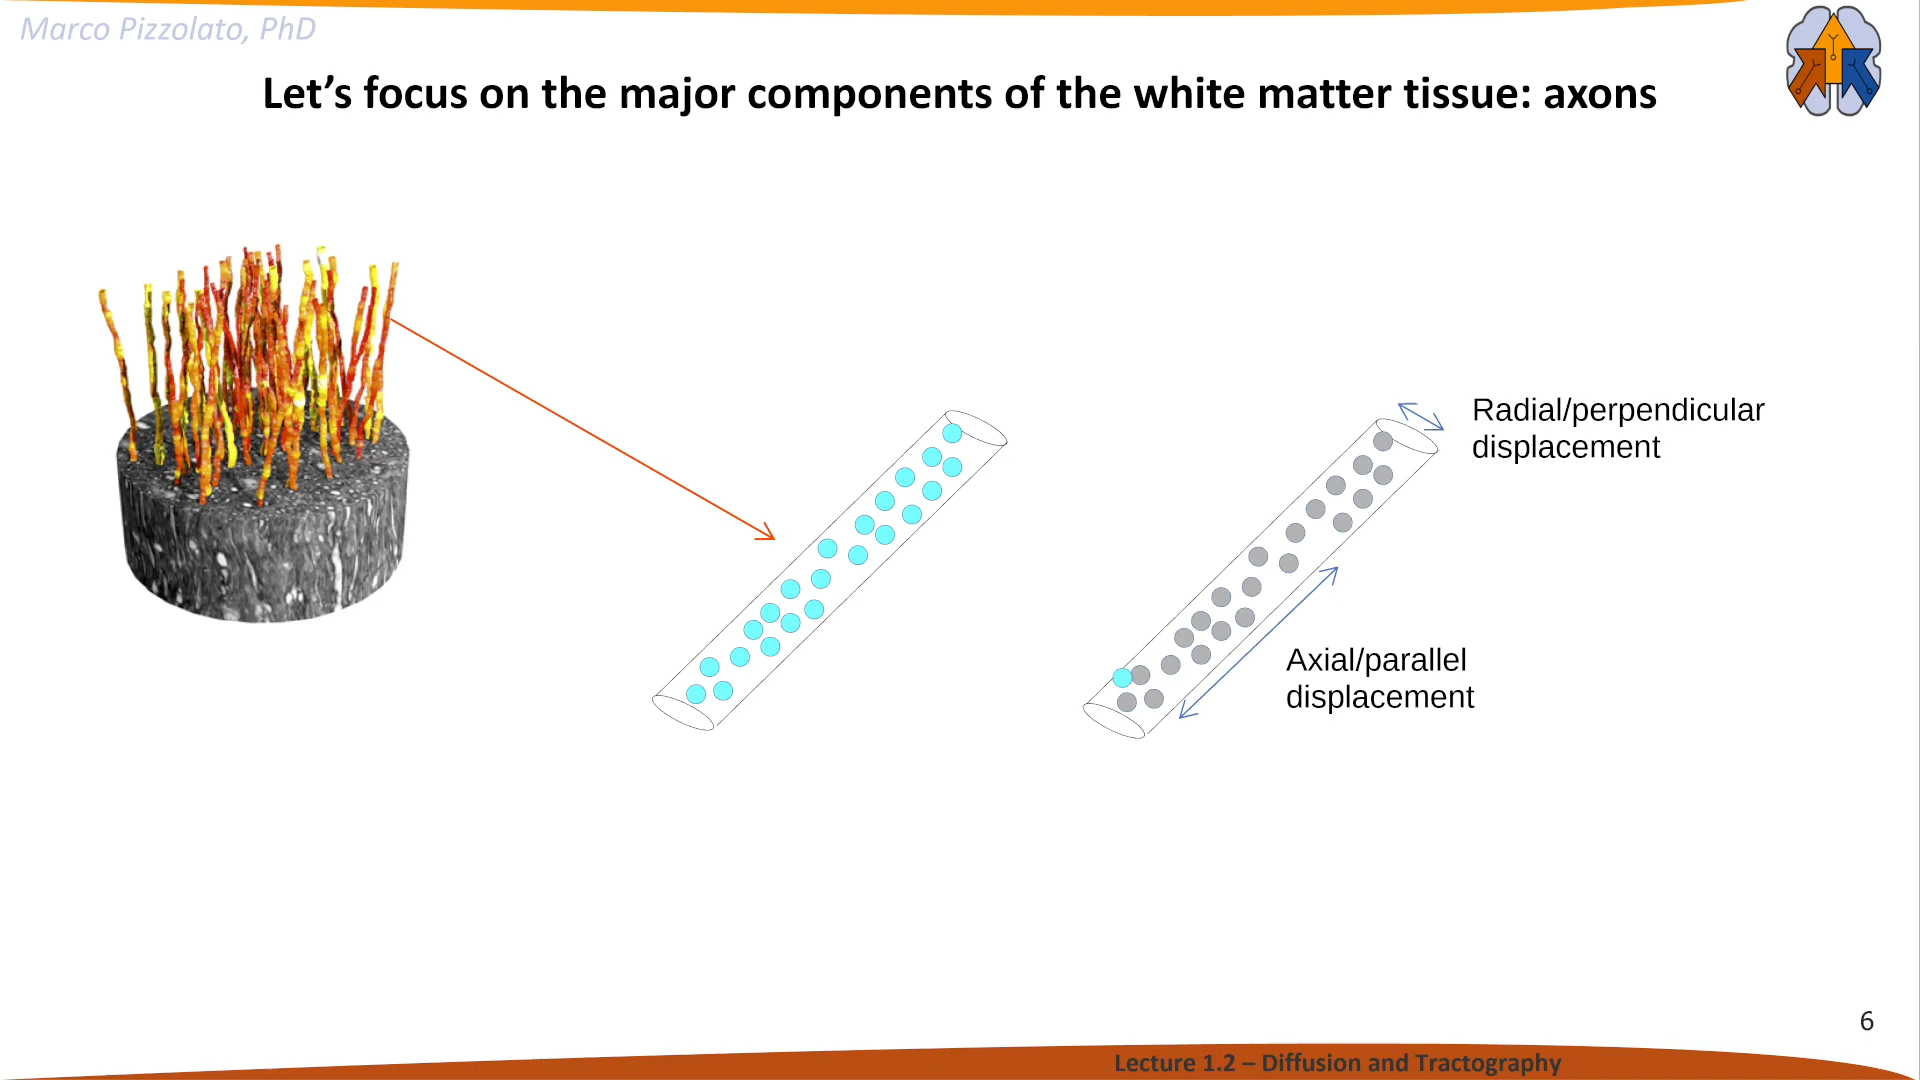 Marco Pizzolato, PhD
Let's focus on the major components of the white matter tissue: axons
Radial/perpendicular
displacement
Axial/parallel
displacement
6
Lecture 1.2 – Diffusion and Tractography